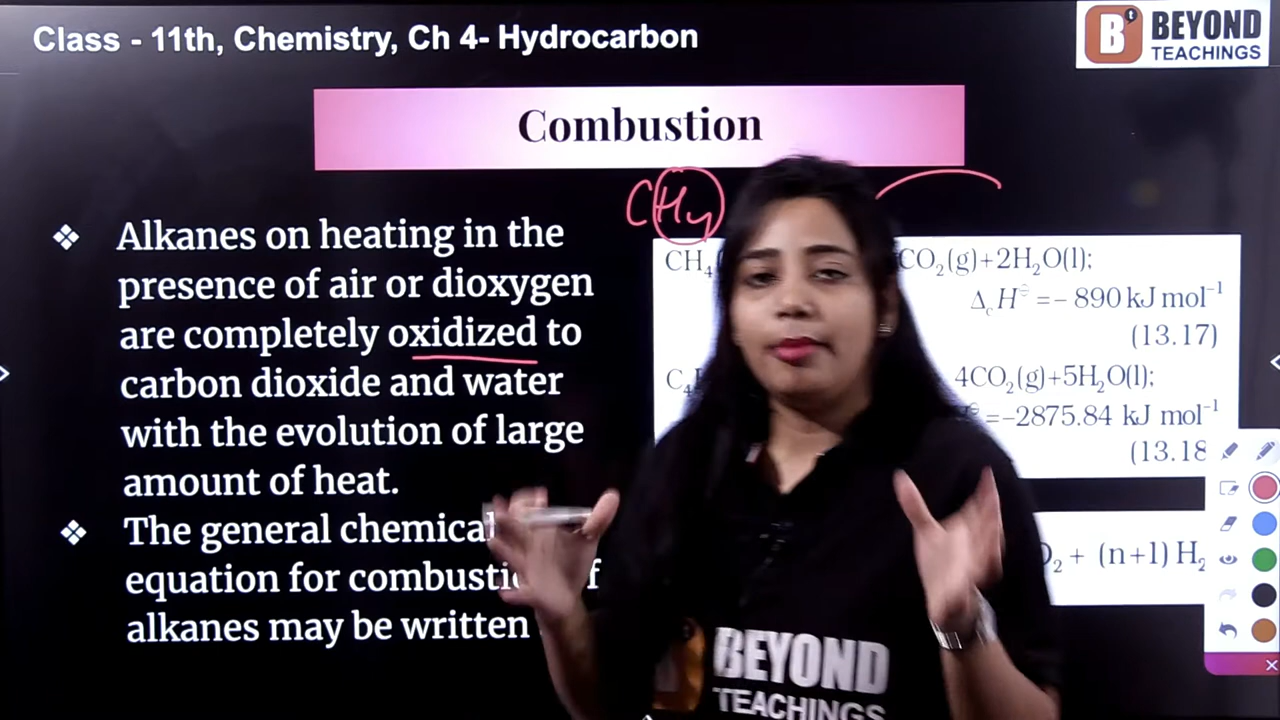 Class - 11th, Chemistry, Ch 4- Hydrocarbon
B t BEYOND
TEACHINGS
Combustion
CH4
❖ Alkanes on heating in the
presence of air or dioxygen
are completely oxidized to
carbon dioxide and water
with the evolution of large
amount of heat.
❖ The general chemical
equation for combusti f
alkanes may be written
CH₄ CO₂(g)+2H₂O(l);
Δ꜀H⊖ =– 890 kJ mol⁻¹
(13.17)
C₄ 4CO₂(g)+5H₂O(l);
⊖ =–2875.84 kJ mol⁻¹
(13.18
O₂ + (n+1) H₂
BEYOND
TEACHINGS